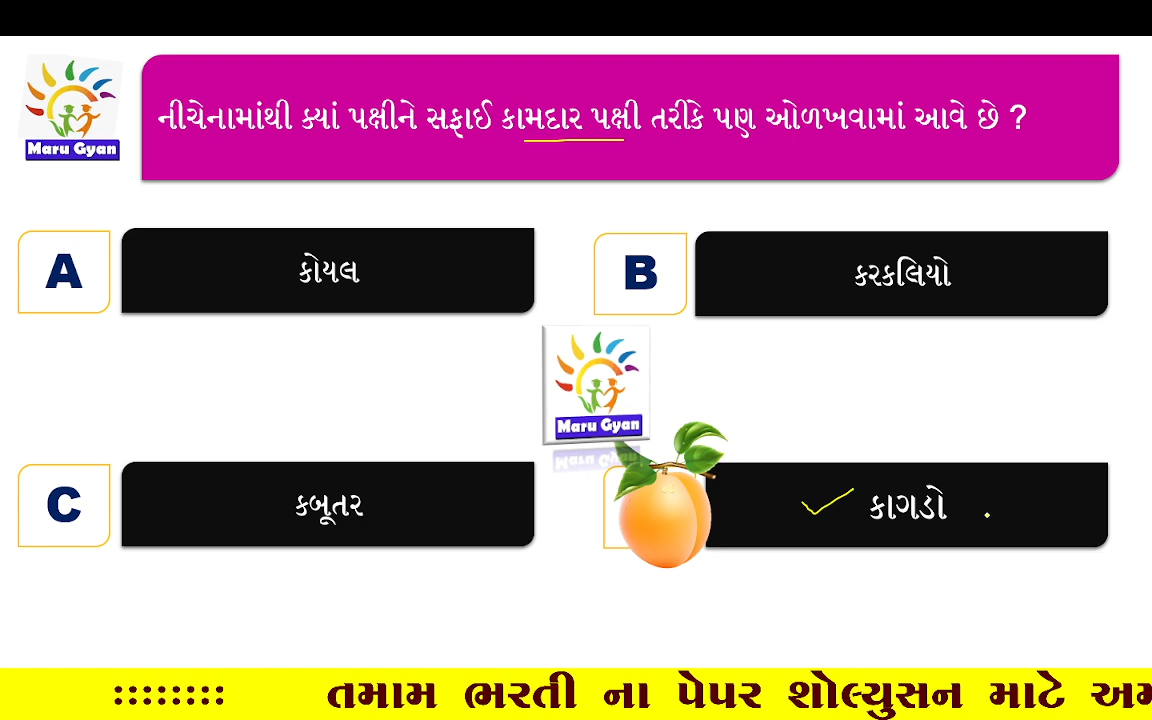 નીચેનામાંથી ક્યાં પક્ષીને સફાઈ કામદાર પક્ષી તરીકે પણ ઓળખવામાં આવે છે ?
Maru Gyan
A
કોયલ
B
કરકલિયો
Maru Gyan
C
કબૂતર
કાગડો
:::::::: તમામ ભરતી ના પેપર શોલ્યુસન માટે